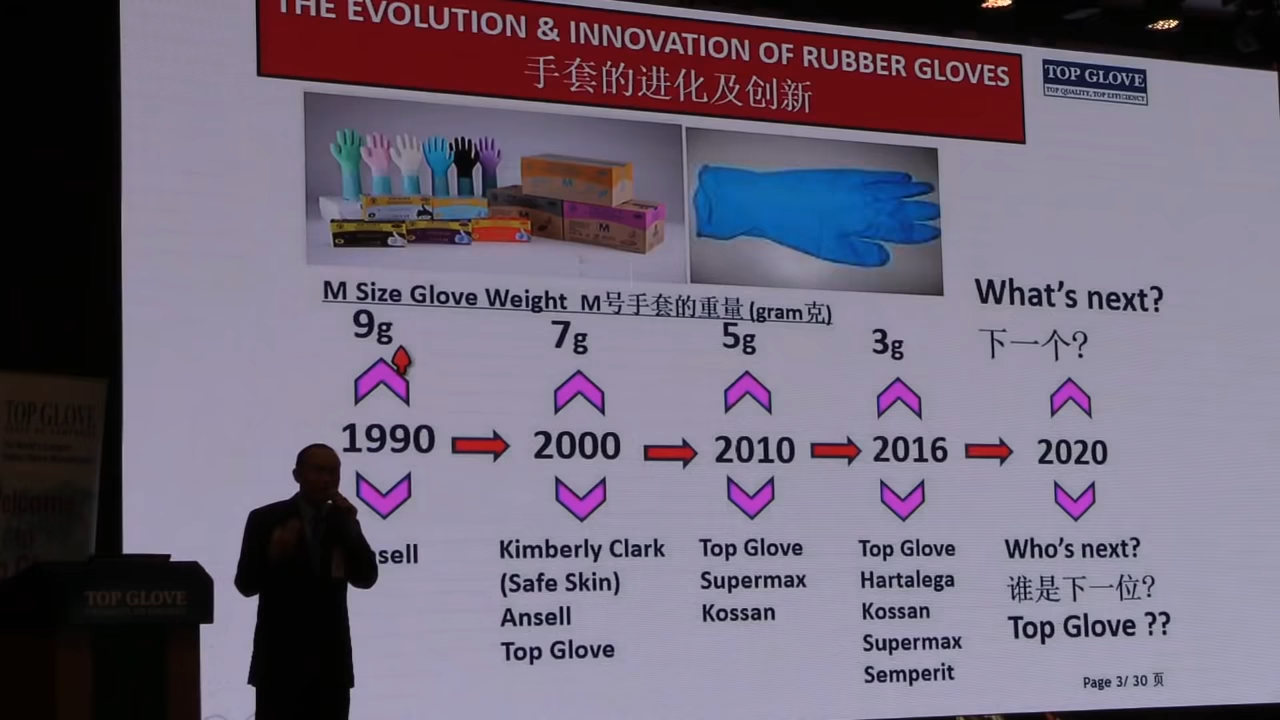 THE EVOLUTION & INNOVATION OF RUBBER GLOVES
手套的进化及创新
TOP GLOVE
TOP QUALITY, TOP EFFICIENCY
M
M
M Size Glove Weight M号手套的重量 (gram克)
9g
7g
5g
3g
What's next?
下一个?
1990
2000
2010
2016
2020
sell
Kimberly Clark
(Safe Skin)
Ansell
Top Glove
Top Glove
Supermax
Kossan
Top Glove
Hartalega
Kossan
Supermax
Semperit
Who's next?
谁是下一位?
Top Glove ??
Page 3/ 30 页
TOP GLOVE
TOP GLOVE